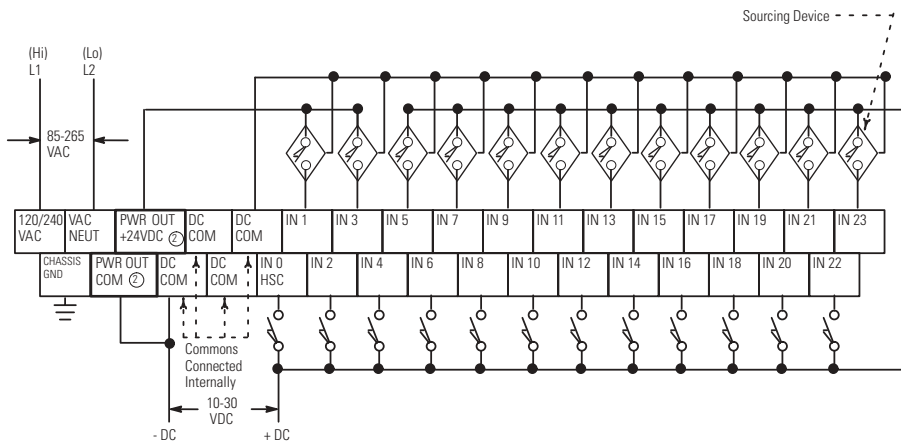 Sourcing Device
(Hi)
L1
(Lo)
L2
85-265
VAC
120/240
VAC
VAC
NEUT
PWR OUT
+24VDC ②
DC
COM
DC
COM
IN 1
IN 3
IN 5
IN 7
IN 9
IN 11
IN 13
IN 15
IN 17
IN 19
IN 21
IN 23
CHASSIS
GND
PWR OUT
COM ②
DC
COM
DC
COM
IN 0
HSC
IN 2
IN 4
IN 6
IN 8
IN 10
IN 12
IN 14
IN 16
IN 18
IN 20
IN 22
Commons
Connected
Internally
10-30
VDC
- DC
+ DC